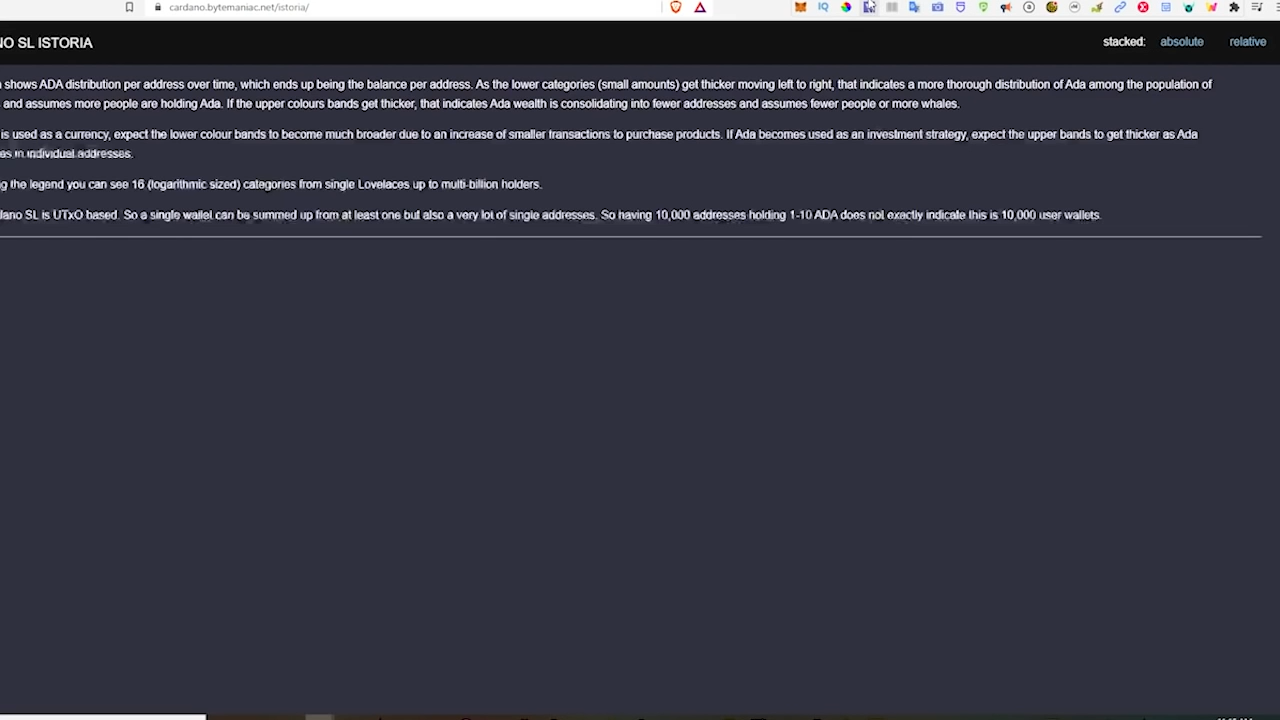 cardano.bytemaniac.net/istoria/
NO SL ISTORIA
stacked: absolute relative
shows ADA distribution per address over time, which ends up being the balance per address. As the lower categories (small amounts) get thicker moving left to right, that indicates a more thorough distribution of Ada among the population of
and assumes more people are holding Ada. If the upper colours bands get thicker, that indicates Ada wealth is consolidating into fewer addresses and assumes fewer people or more whales.
is used as a currency, expect the lower colour bands to become much broader due to an increase of smaller transactions to purchase products. If Ada becomes used as an investment strategy, expect the upper bands to get thicker as Ada
as in individual addresses.
g the legend you can see 16 (logarithmic sized) categories from single Lovelaces up to multi-billion holders.
dano SL is UTxO based. So a single wallet can be summed up from at least one but also a very lot of single addresses. So having 10,000 addresses holding 1-10 ADA does not exactly indicate this is 10,000 user wallets.